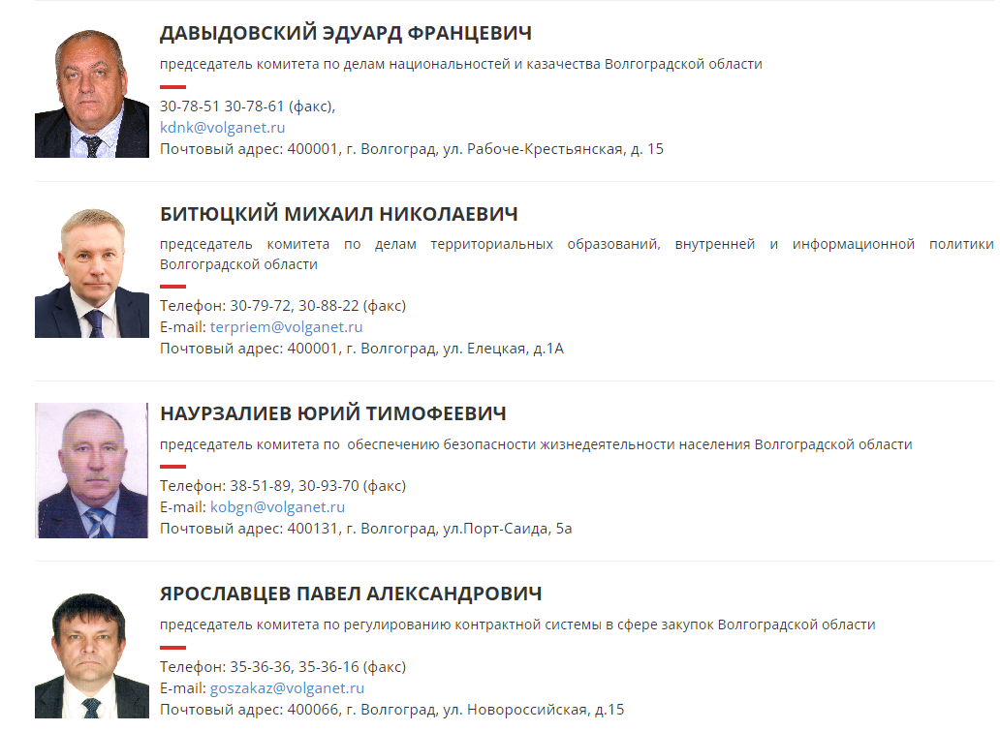 ДАВЫДОВСКИЙ ЭДУАРД ФРАНЦЕВИЧ
председатель комитета по делам национальностей и казачества Волгоградской области
30-78-51 30-78-61 (факс),
kdnk@volganet.ru
Почтовый адрес: 400001, г. Волгоград, ул. Рабоче-Крестьянская, д. 15
БИТЮЦКИЙ МИХАИЛ НИКОЛАЕВИЧ
председатель комитета по делам территориальных образований, внутренней и информационной политики
Волгоградской области
Телефон: 30-79-72, 30-88-22 (факс)
E-mail: terpriem@volganet.ru
Почтовый адрес: 400001, г. Волгоград, ул. Елецкая, д.1А
НАУРЗАЛИЕВ ЮРИЙ ТИМОФЕЕВИЧ
председатель комитета по  обеспечению безопасности жизнедеятельности населения Волгоградской области
Телефон: 38-51-89, 30-93-70 (факс)
E-mail: kobgn@volganet.ru
Почтовый адрес: 400131, г. Волгоград, ул.Порт-Саида, 5а
ЯРОСЛАВЦЕВ ПАВЕЛ АЛЕКСАНДРОВИЧ
председатель комитета по регулированию контрактной системы в сфере закупок Волгоградской области
Телефон: 35-36-36, 35-36-16 (факс)
E-mail: goszakaz@volganet.ru
Почтовый адрес: 400066, г. Волгоград, ул. Новороссийская, д.15